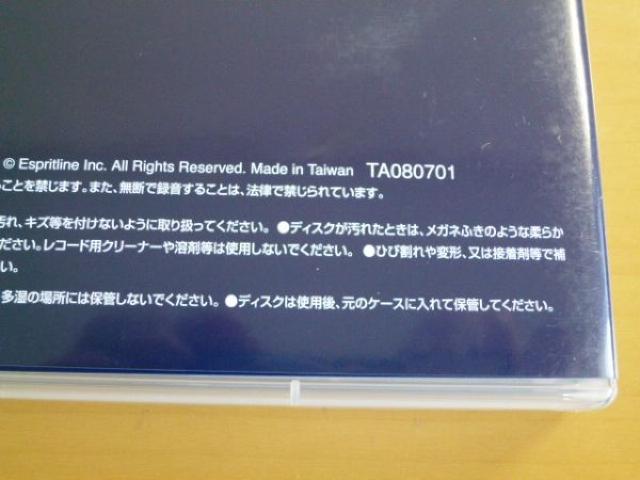 © Espritline Inc. All Rights Reserved. Made in Taiwan TA080701
ことを禁じます。また、無断で録音することは、法律で禁じられています。
汚れ、キズ等を付けないように取り扱ってください。 ●ディスクが汚れたときは、メガネふきのような柔らか
ださい。レコード用クリーナーや溶剤等は使用しないでください。 ●ひび割れや変形、又は接着剤等で補
い。
多湿の場所には保管しないでください。 ●ディスクは使用後、元のケースに入れて保管してください。